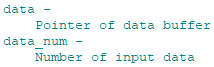 data -
Pointer of data buffer
data_num -
Number of input data